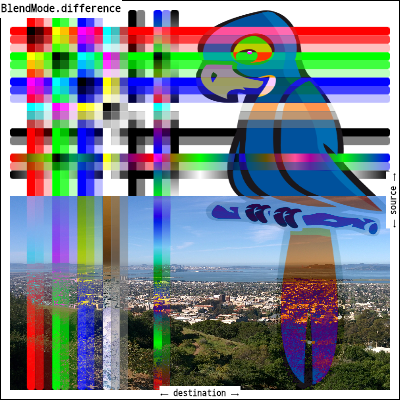 BlendMode.difference
← source →
← destination →